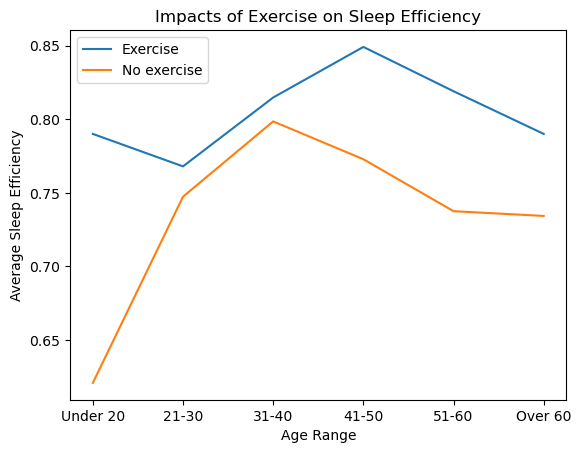 Impacts of Exercise on Sleep Efficiency
Exercise
No exercise
Average Sleep Efficiency
0.85
0.80
0.75
0.70
0.65
Under 20 21-30 31-40 41-50 51-60 Over 60
Age Range